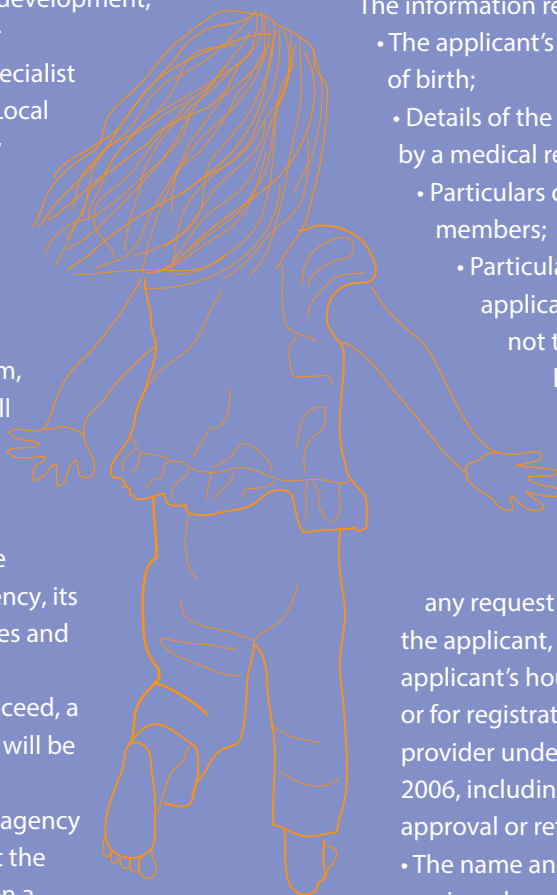 development,
ecialist
Local
m,
ll
e
ency, its
es and
ceed, a
will be
agency
t the
n a
The information re
• The applicant’s
of birth;
• Details of the
by a medical re
• Particulars o
members;
• Particula
applica
not t
any request
the applicant,
applicant’s hou
or for registrat
provider unde
2006, includin
approval or ref
• The name an